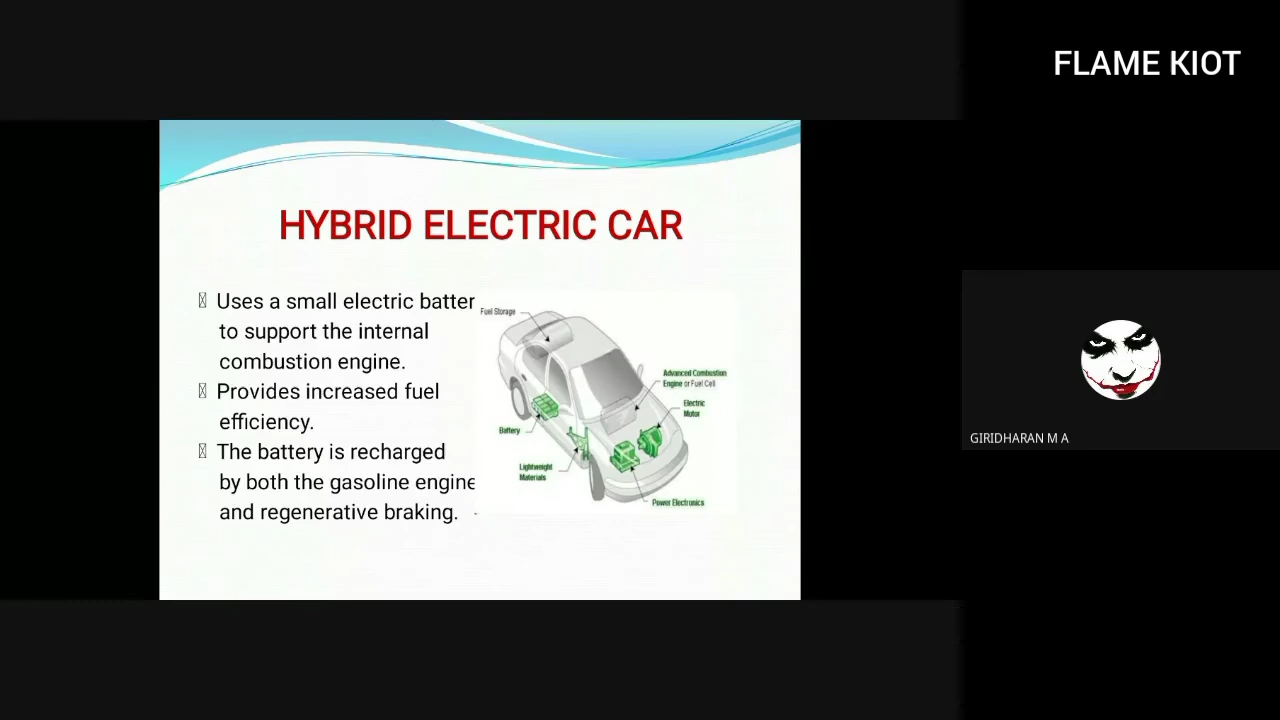 FLAME KIOT
HYBRID ELECTRIC CAR
Uses a small electric batter
to support the internal
combustion engine.
Provides increased fuel
efficiency.
The battery is recharged
by both the gasoline engine
and regenerative braking.
Fuel Storage
Advanced Combustion
Engine or Fuel Cell
Electric
Motor
Battery
Lightweight
Materials
Power Electronics
GIRIDHARAN M A